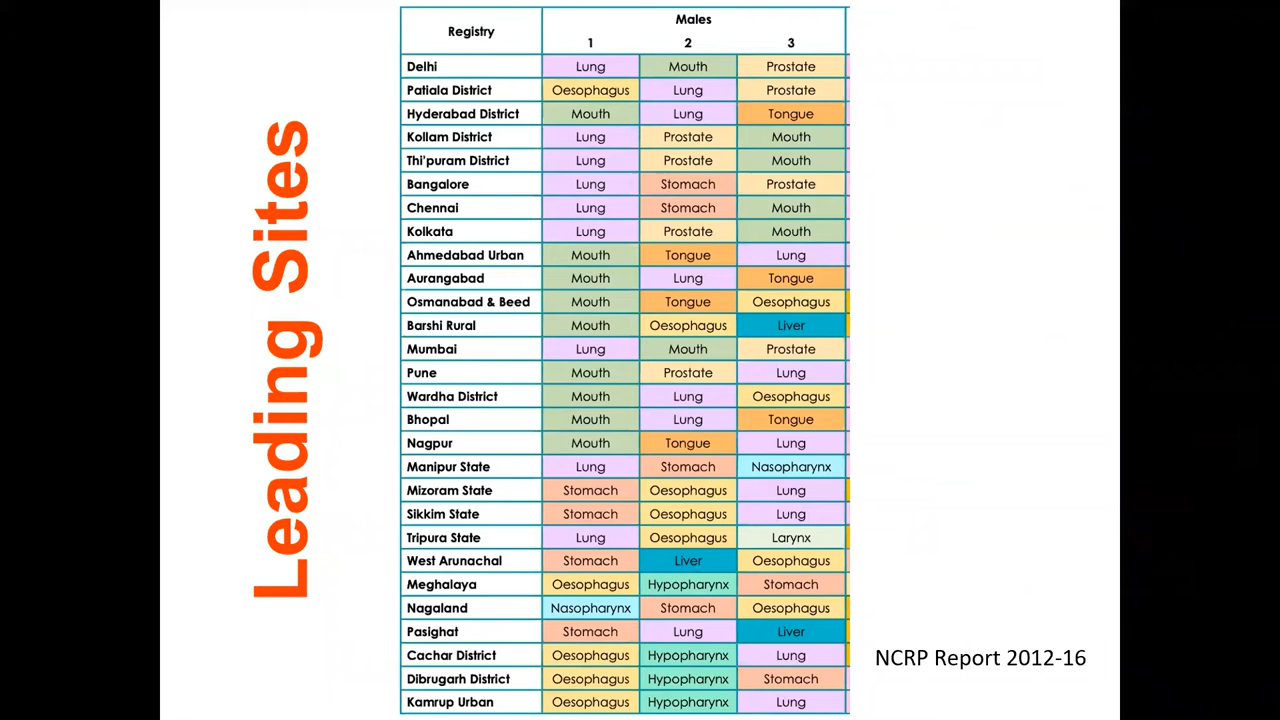 Leading Sites
Registry Males
1 2 3
Delhi Lung Mouth Prostate
Patiala District Oesophagus Lung Prostate
Hyderabad District Mouth Lung Tongue
Kollam District Lung Prostate Mouth
Thi'puram District Lung Prostate Mouth
Bangalore Lung Stomach Prostate
Chennai Lung Stomach Mouth
Kolkata Lung Prostate Mouth
Ahmedabad Urban Mouth Tongue Lung
Aurangabad Mouth Lung Tongue
Osmanabad & Beed Mouth Tongue Oesophagus
Barshi Rural Mouth Oesophagus Liver
Mumbai Lung Mouth Prostate
Pune Mouth Prostate Lung
Wardha District Mouth Lung Oesophagus
Bhopal Mouth Lung Tongue
Nagpur Mouth Tongue Lung
Manipur State Lung Stomach Nasopharynx
Mizoram State Stomach Oesophagus Lung
Sikkim State Stomach Oesophagus Lung
Tripura State Lung Oesophagus Larynx
West Arunachal Stomach Liver Oesophagus
Meghalaya Oesophagus Hypopharynx Stomach
Nagaland Nasopharynx Stomach Oesophagus
Pasighat Stomach Lung Liver
Cachar District Oesophagus Hypopharynx Lung
Dibrugarh District Oesophagus Hypopharynx Stomach
Kamrup Urban Oesophagus Hypopharynx Lung
NCRP Report 2012-16